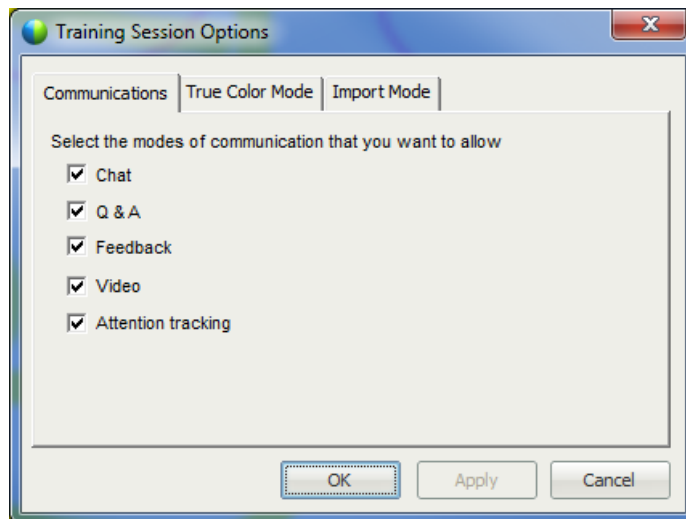 Training Session Options
X
Communications True Color Mode Import Mode
Select the modes of communication that you want to allow
Chat
Q & A
Feedback
Video
Attention tracking
OK Apply Cancel